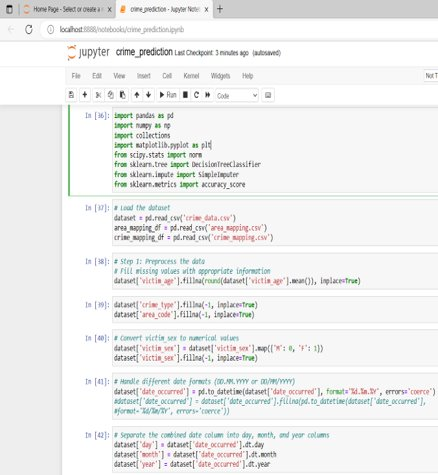 Home Page - Select or create a n
crime_prediction - Jupyter Note
localhost:8888/notebooks/crime_prediction.ipynb
jupyter crime_prediction Last Checkpoint: 3 minutes ago (autosaved)
File Edit View Insert Cell Kernel Widgets Help
Not T
Run Code
In [36]: import pandas as pd
import numpy as np
import collections
import matplotlib.pyplot as plt
from scipy.stats import norm
from sklearn.tree import DecisionTreeClassifier
from sklearn.impute import SimpleImputer
from sklearn.metrics import accuracy_score
In [37]: # Load the dataset
dataset = pd.read_csv('crime_data.csv')
area_mapping_df = pd.read_csv('area_mapping.csv')
crime_mapping_df = pd.read_csv('crime_mapping.csv')
In [38]: # Step 1: Preprocess the data
# Fill missing values with appropriate information
dataset['victim_age'].fillna(round(dataset['victim_age'].mean()), inplace=True)
In [39]: dataset['crime_type'].fillna(-1, inplace=True)
dataset['area_code'].fillna(-1, inplace=True)
In [40]: # Convert victim_sex to numerical values
dataset['victim_sex'] = dataset['victim_sex'].map({'M': 0, 'F': 1})
dataset['victim_sex'].fillna(-1, inplace=True)
In [41]: # Handle different date formats (DD.MM.YYYY or DD/MM/YYYY)
dataset['date_occurred'] = pd.to_datetime(dataset['date_occurred'], format='%d.%m.%Y', errors='coerce')
#dataset['date_occurred'] = dataset['date_occurred'].fillna(pd.to_datetime(dataset['date_occurred'],
#format='%d/%m/%Y', errors='coerce'))
In [42]: # Separate the combined date column into day, month, and year columns
dataset['day'] = dataset['date_occurred'].dt.day
dataset['month'] = dataset['date_occurred'].dt.month
dataset['year'] = dataset['date_occurred'].dt.year